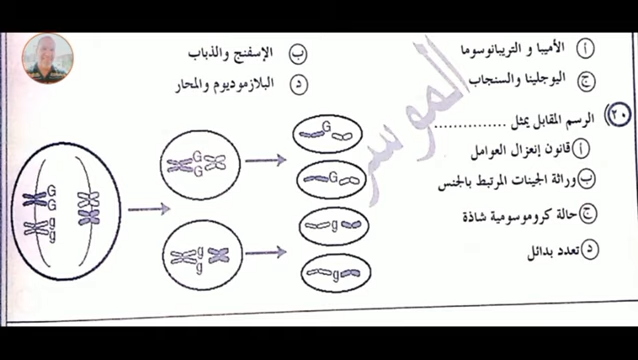 أ الأميبا و التريبانوسوما
ب الإسفنج والذباب
ج اليوجلينا والسنجاب
د البلازموديوم والمحار
٢٠ الرسم المقابل يمثل ..............
أ قانون إنعزال العوامل
ب وراثة الجينات المرتبط بالجنس
ج حالة كروموسومية شاذة
د تعدد بدائل
G
G
g
g
G
G
g
g
G
G
g
g